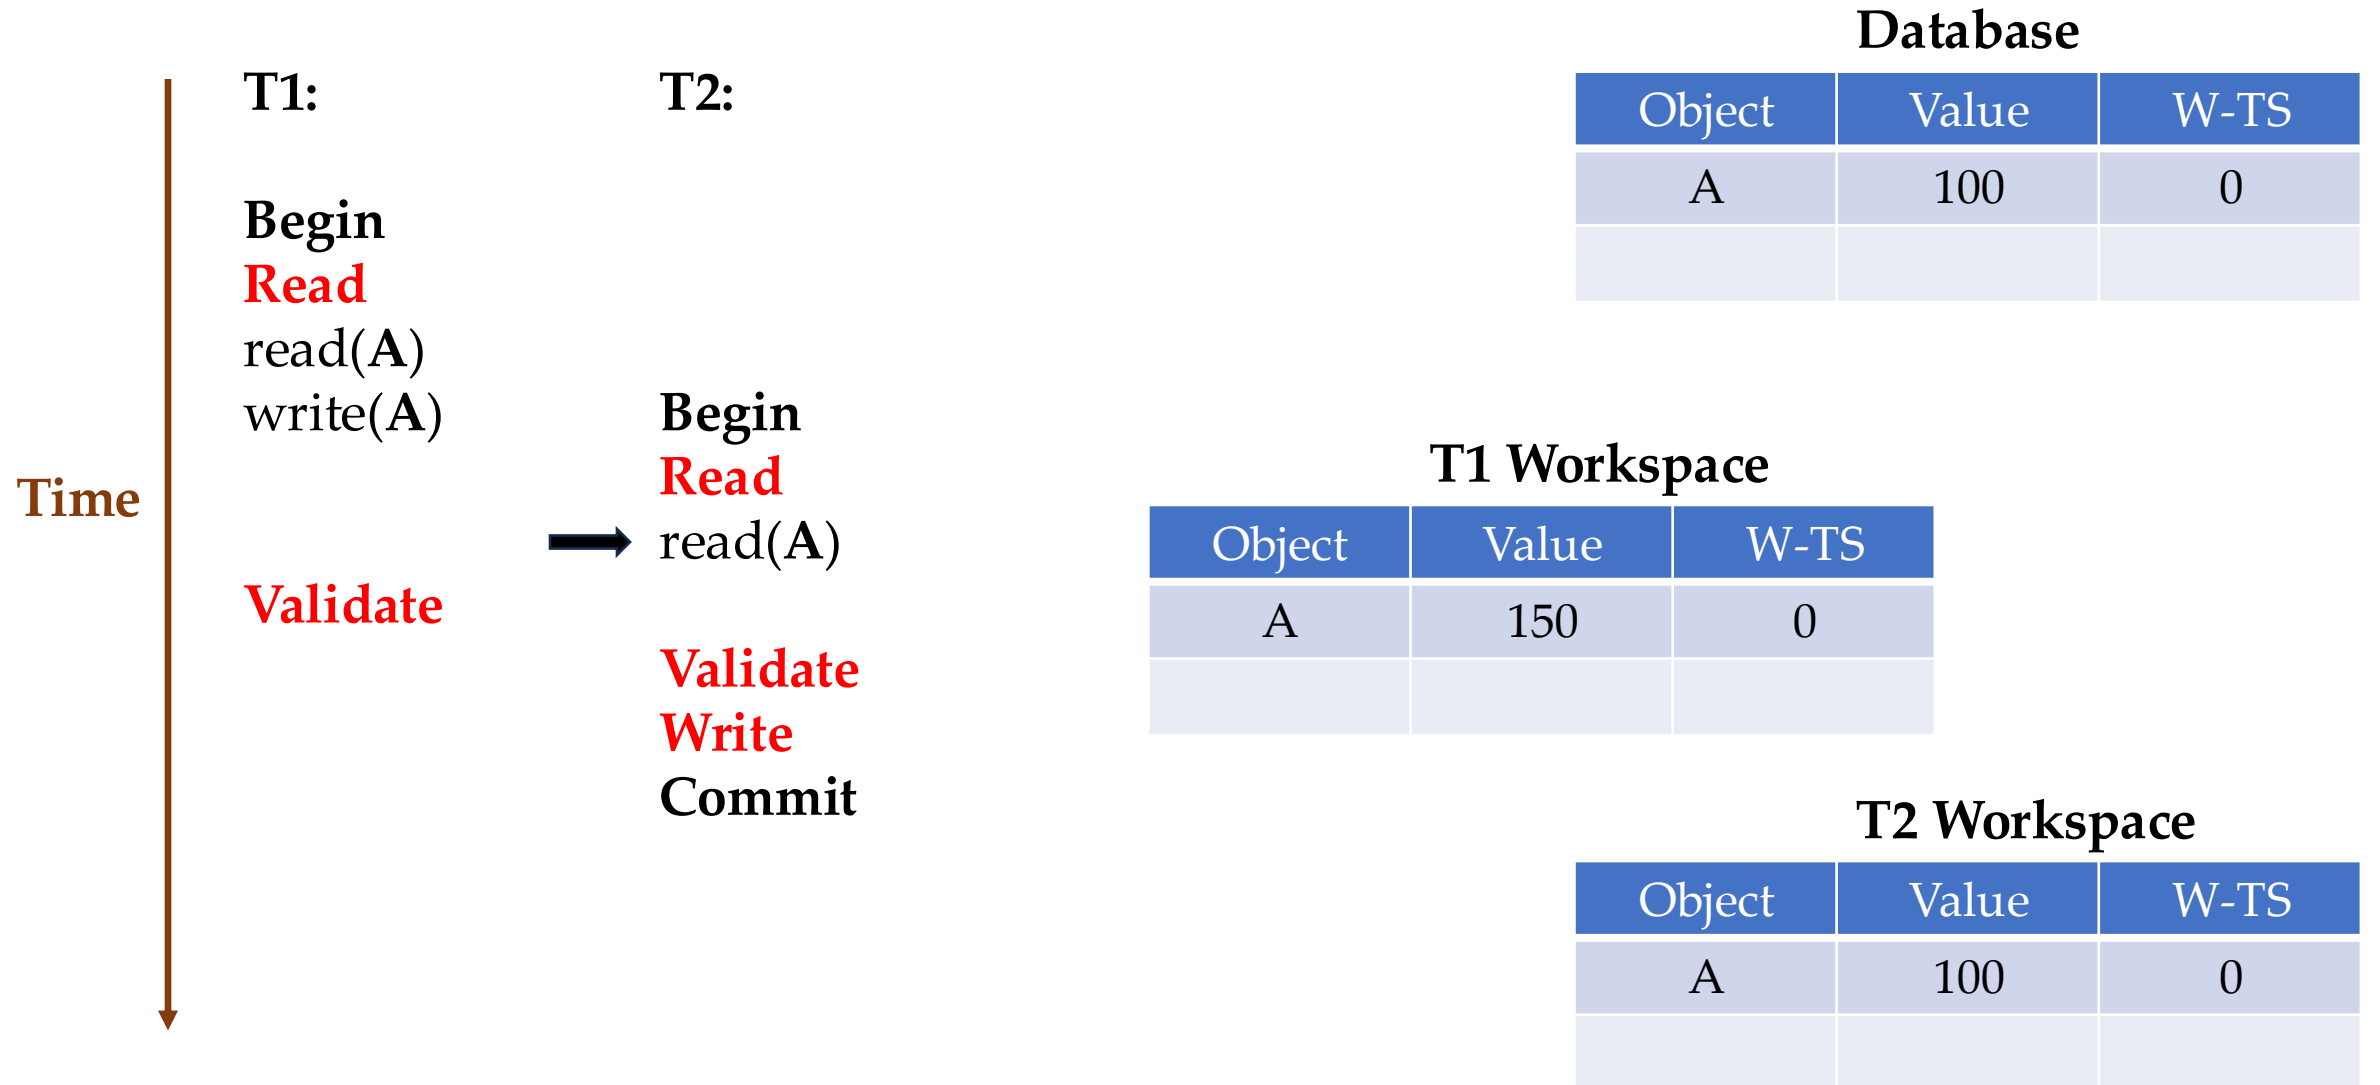 Time
T1:
Begin
Read
read(A)
write(A)
Validate
T2:
Begin
Read
read(A)
Validate
Write
Commit
Database
Object Value W-TS
A 100 0
T1 Workspace
Object Value W-TS
A 150 0
T2 Workspace
Object Value W-TS
A 100 0